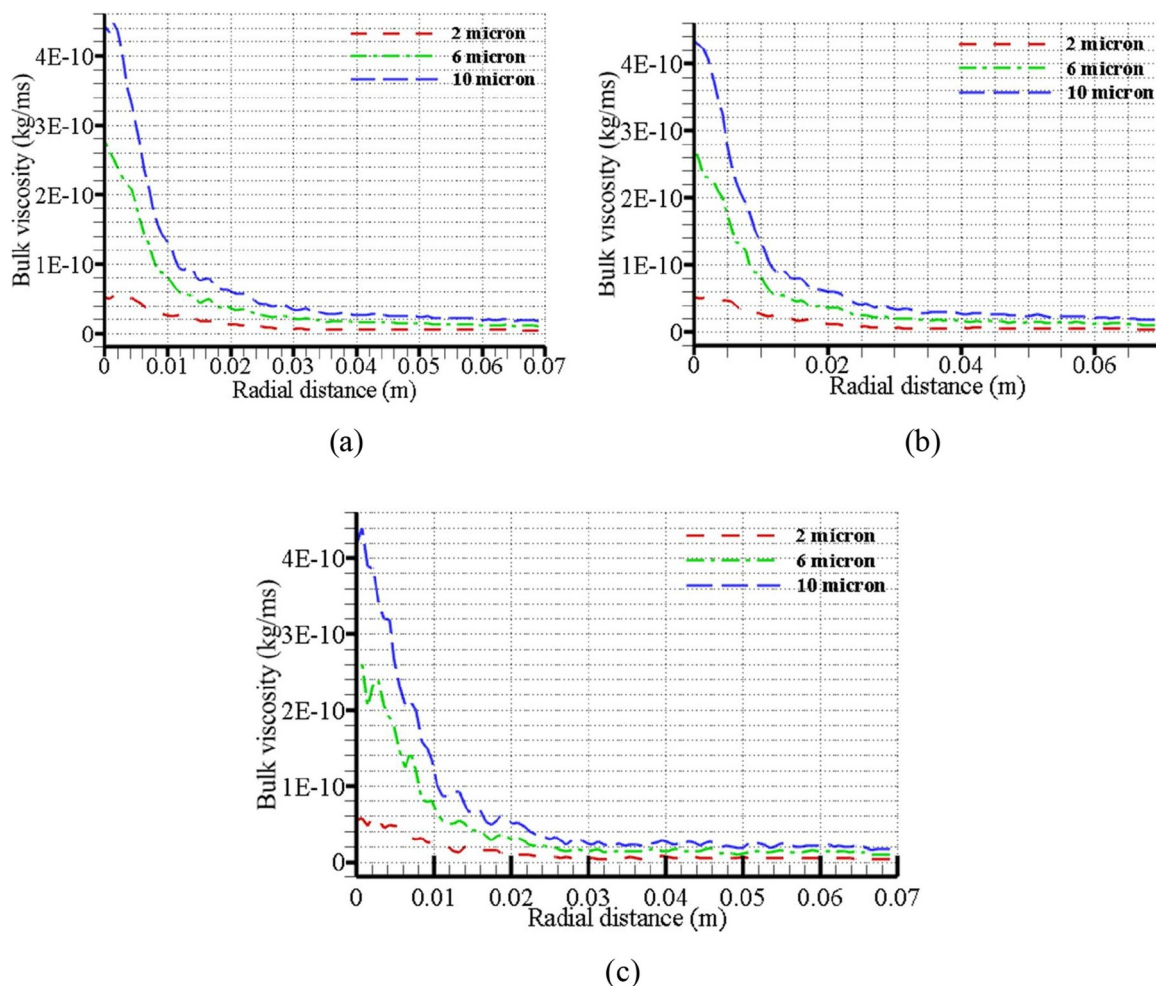 2 micron
6 micron
10 micron
4E-10
3E-10
2E-10
1E-10
0
Bulk viscosity (kg/ms)
0 0.01 0.02 0.03 0.04 0.05 0.06 0.07
Radial distance (m)
(a)
2 micron
6 micron
10 micron
4E-10
3E-10
2E-10
1E-10
0
Bulk viscosity (kg/ms)
0 0.02 0.04 0.06
Radial distance (m)
(b)
2 micron
6 micron
10 micron
4E-10
3E-10
2E-10
1E-10
0
Bulk viscosity (kg/ms)
0 0.01 0.02 0.03 0.04 0.05 0.06 0.07
Radial distance (m)
(c)